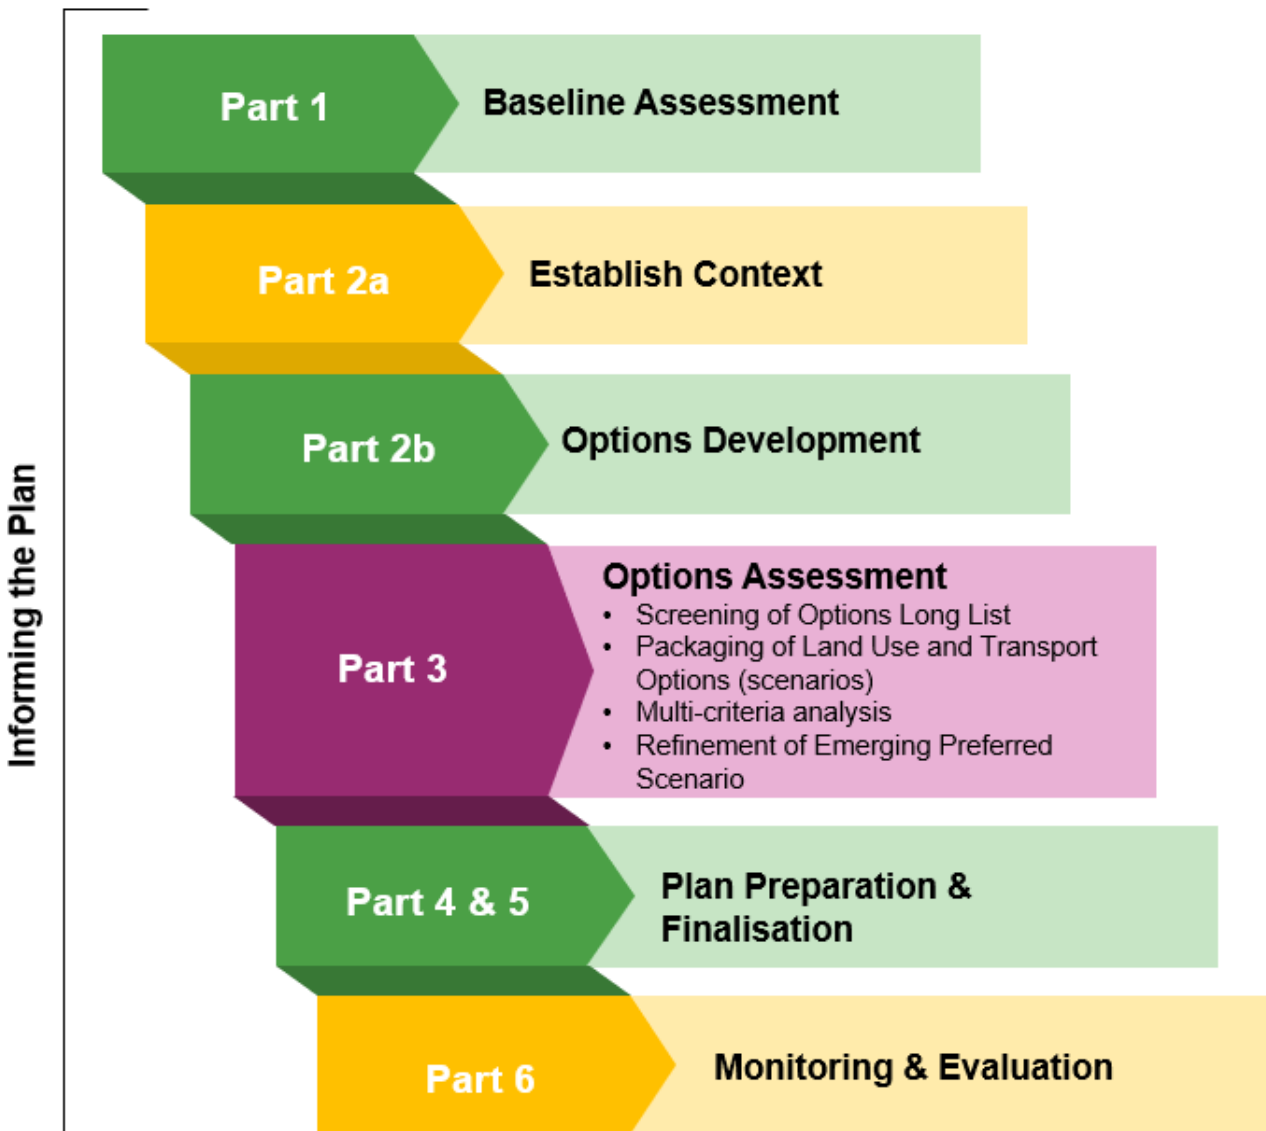 Informing the Plan
Part 1
Baseline Assessment
Part 2a
Establish Context
Part 2b
Options Development
Part 3
Options Assessment
• Screening of Options Long List
• Packaging of Land Use and Transport
Options (scenarios)
• Multi-criteria analysis
• Refinement of Emerging Preferred
Scenario
Part 4 & 5
Plan Preparation &
Finalisation
Part 6
Monitoring & Evaluation